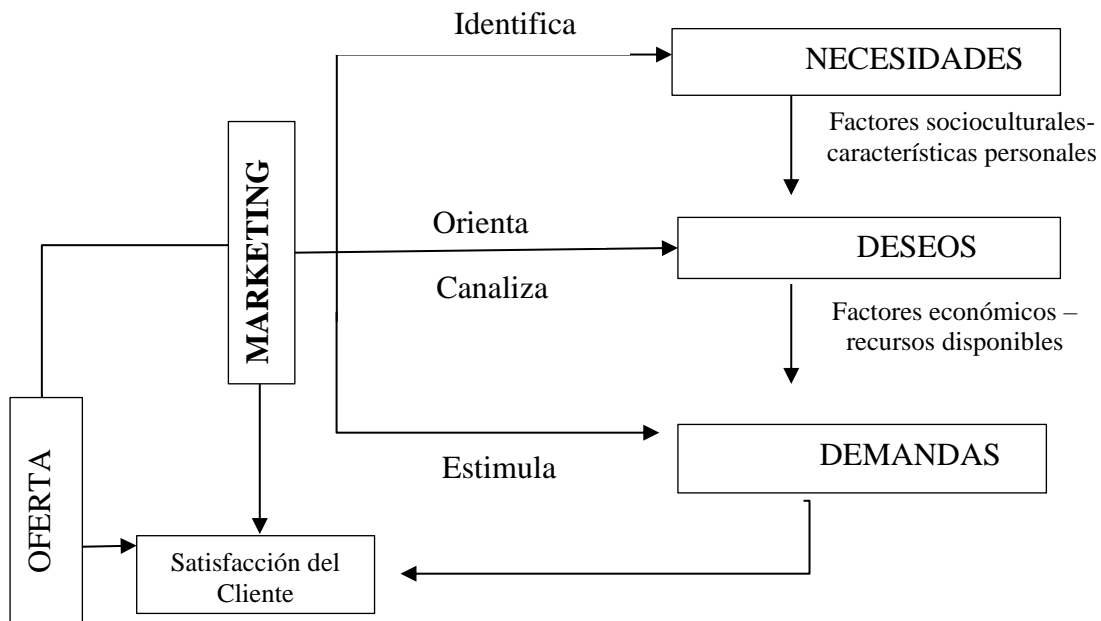 Identifica
NECESIDADES
Factores socioculturales-
características personales
MARKETING
Orienta
DESEOS
Canaliza
Factores económicos –
recursos disponibles
DEMANDAS
Estimula
OFERTA
Satisfacción del
Cliente